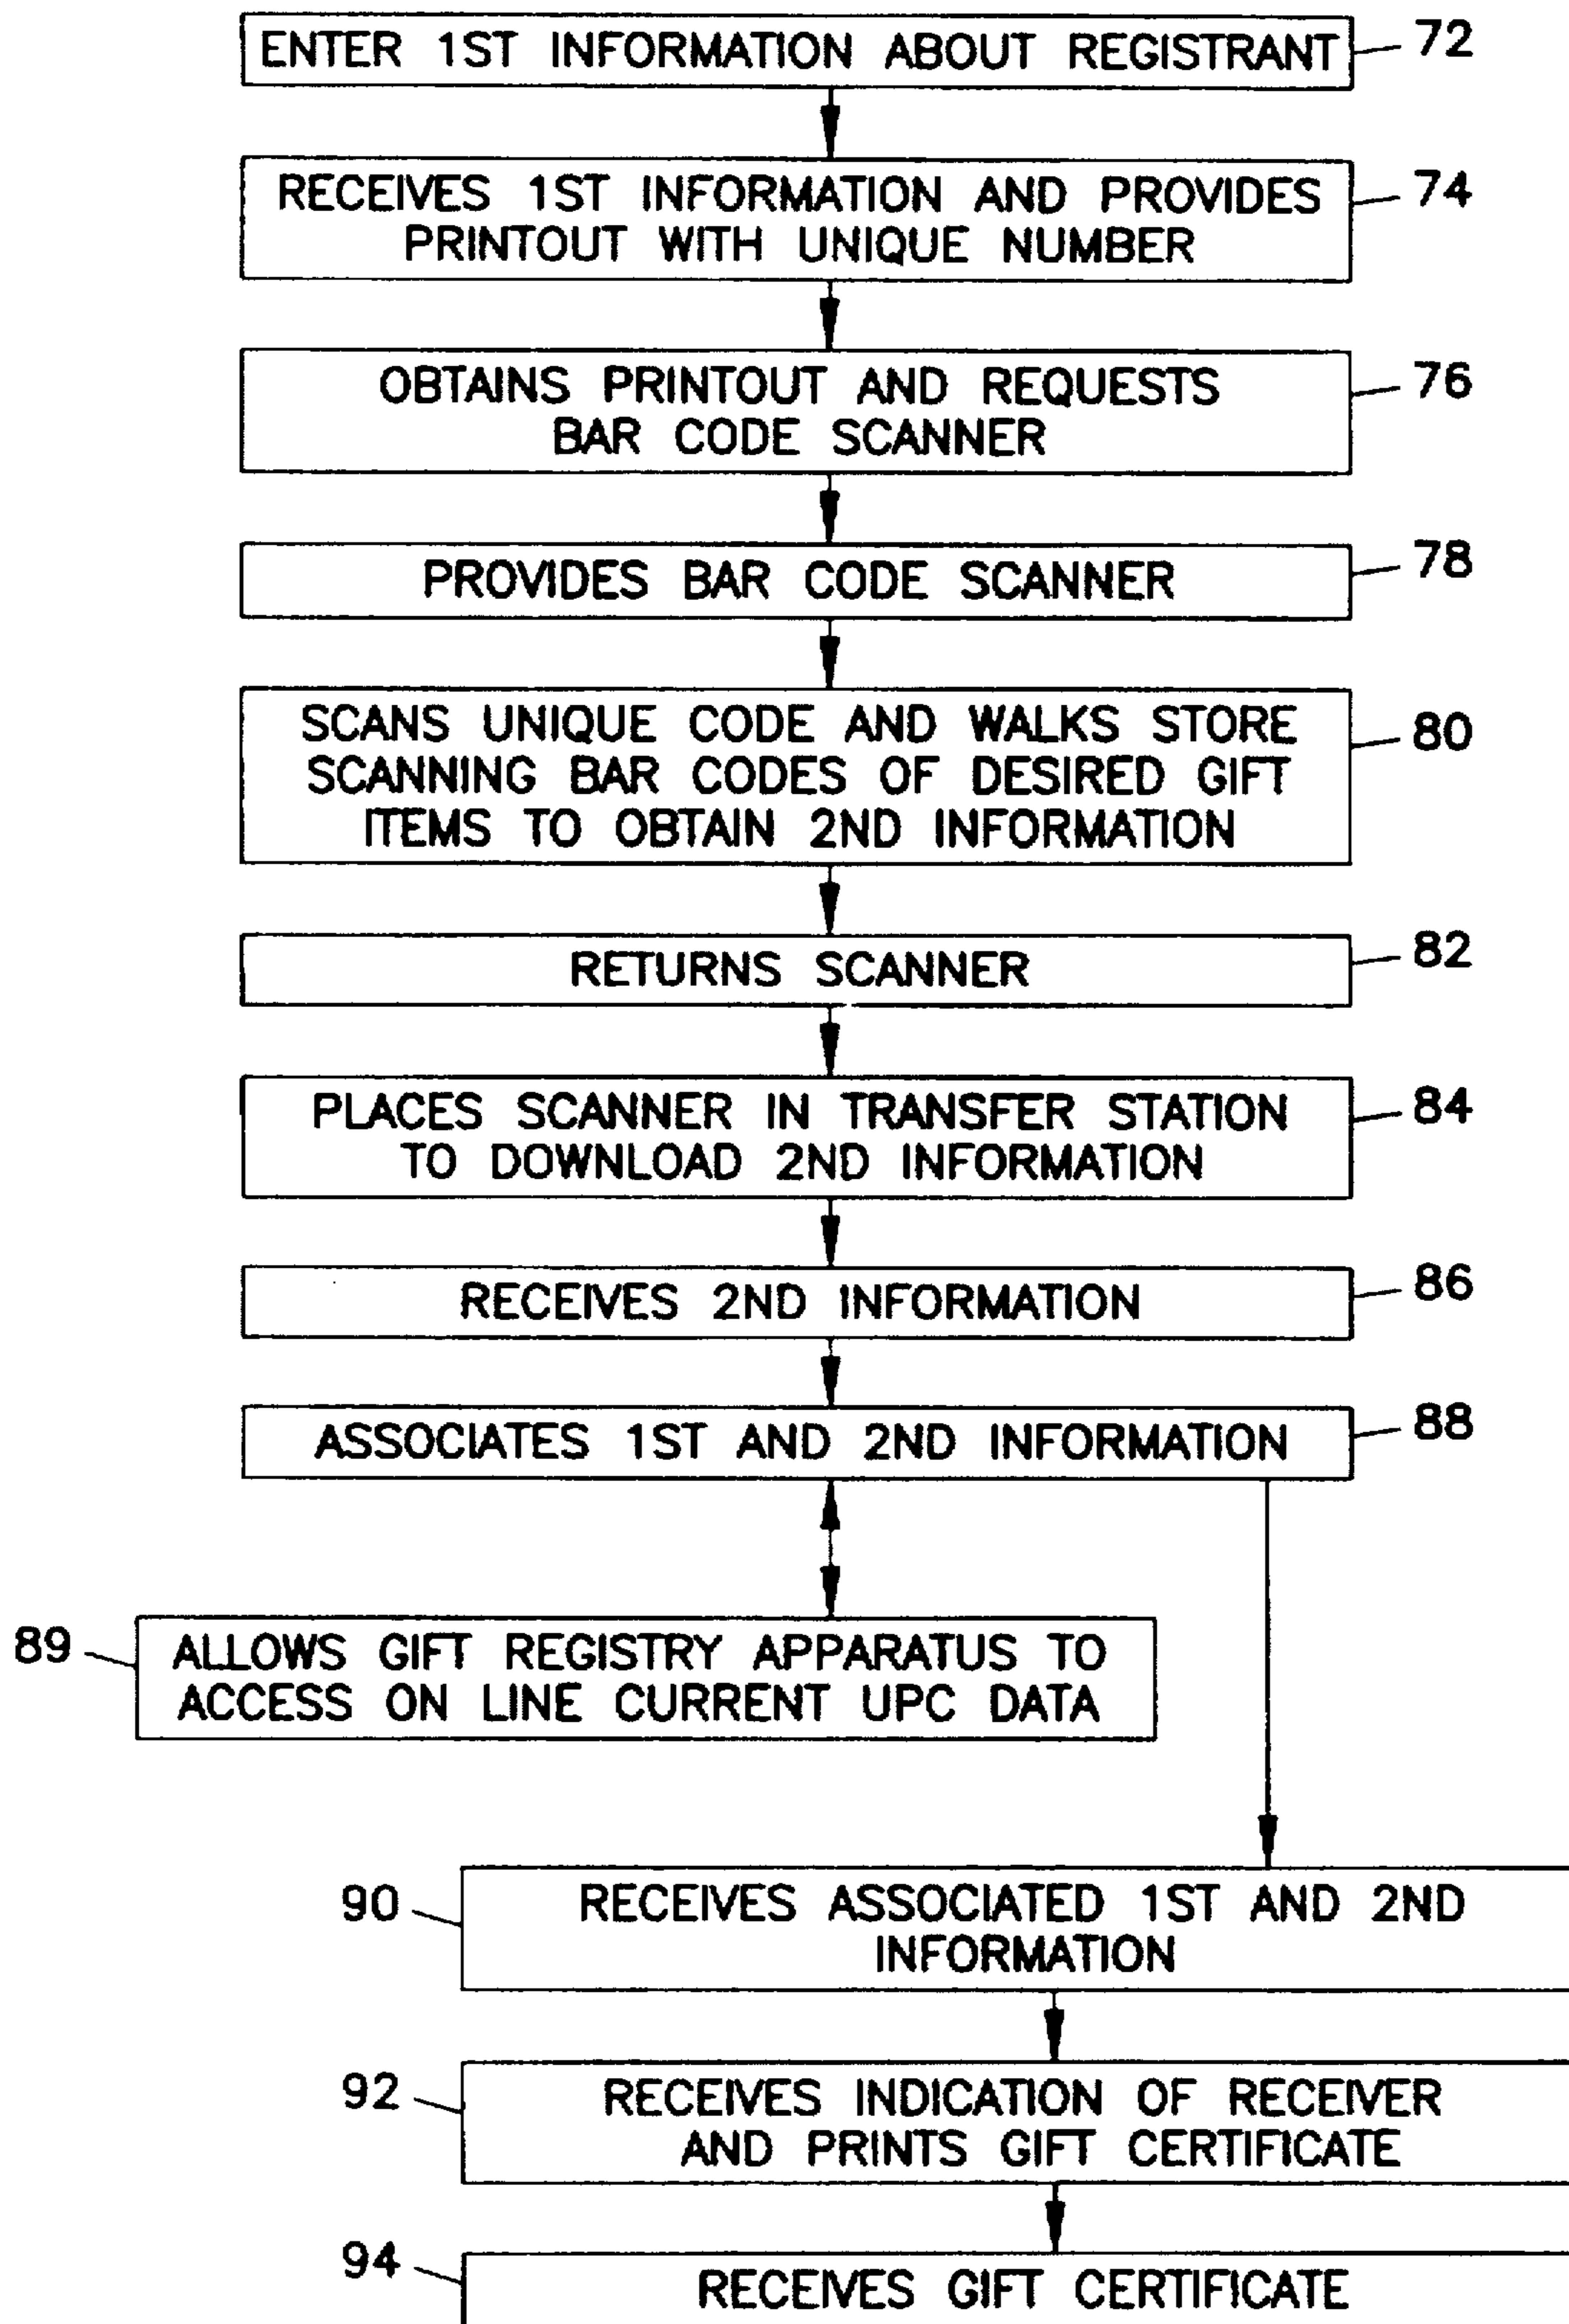 ENTER 1ST INFORMATION ABOUT REGISTRANT
72
RECEIVES 1ST INFORMATION AND PROVIDES
PRINTOUT WITH UNIQUE NUMBER
74
OBTAINS PRINTOUT AND REQUESTS
BAR CODE SCANNER
76
PROVIDES BAR CODE SCANNER
78
SCANS UNIQUE CODE AND WALKS STORE
SCANNING BAR CODES OF DESIRED GIFT
ITEMS TO OBTAIN 2ND INFORMATION
80
RETURNS SCANNER
82
PLACES SCANNER IN TRANSFER STATION
TO DOWNLOAD 2ND INFORMATION
84
RECEIVES 2ND INFORMATION
86
ASSOCIATES 1ST AND 2ND INFORMATION
88
89
ALLOWS GIFT REGISTRY APPARATUS TO
ACCESS ON LINE CURRENT UPC DATA
90
RECEIVES ASSOCIATED 1ST AND 2ND
INFORMATION
92
RECEIVES INDICATION OF RECEIVER
AND PRINTS GIFT CERTIFICATE
94
RECEIVES GIFT CERTIFICATE